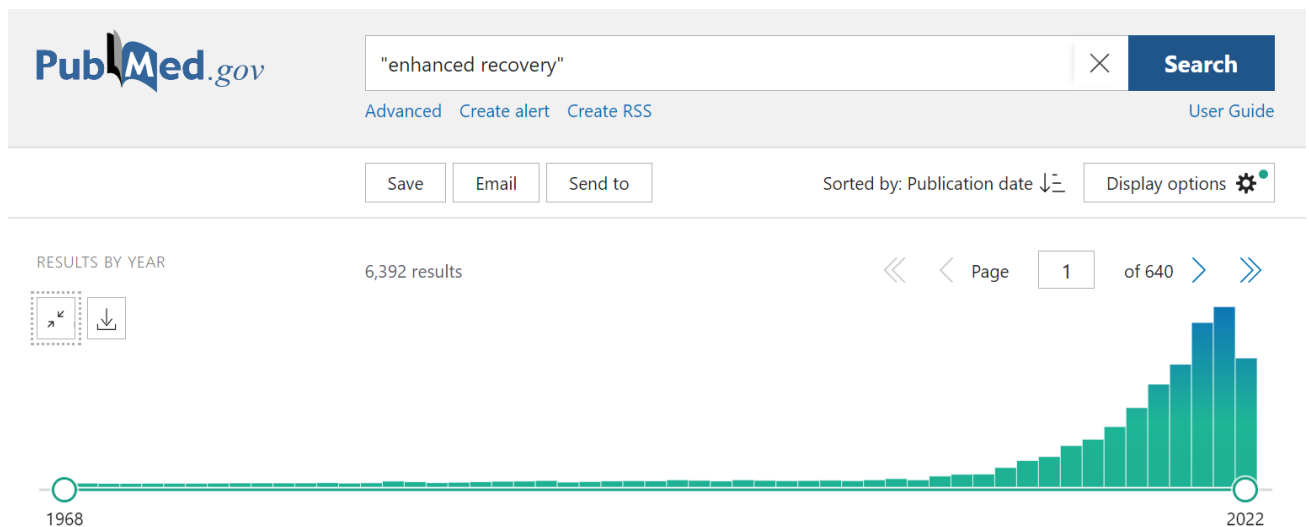 PubMed.gov
"enhanced recovery"
Search
Advanced Create alert Create RSS
User Guide
Save Email Send to
Sorted by: Publication date
Display options
RESULTS BY YEAR
6,392 results
Page 1 of 640
1968
2022